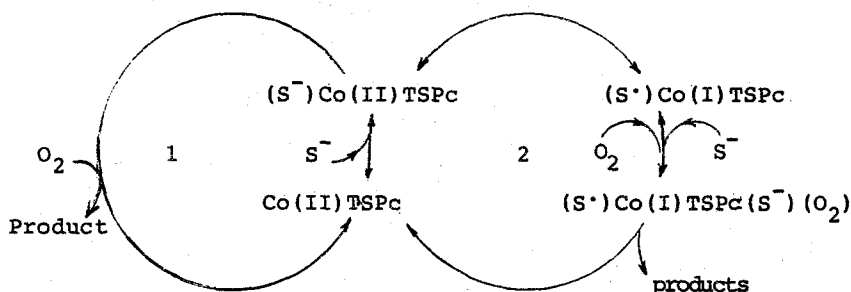 (S⁻)Co(II)TSPc
(S·)Co(I)TSPc
O₂
1
S⁻
2
O₂
S⁻
Co(II)TSPc
(S·)Co(I)TSPc(S⁻)(O₂)
Product
products